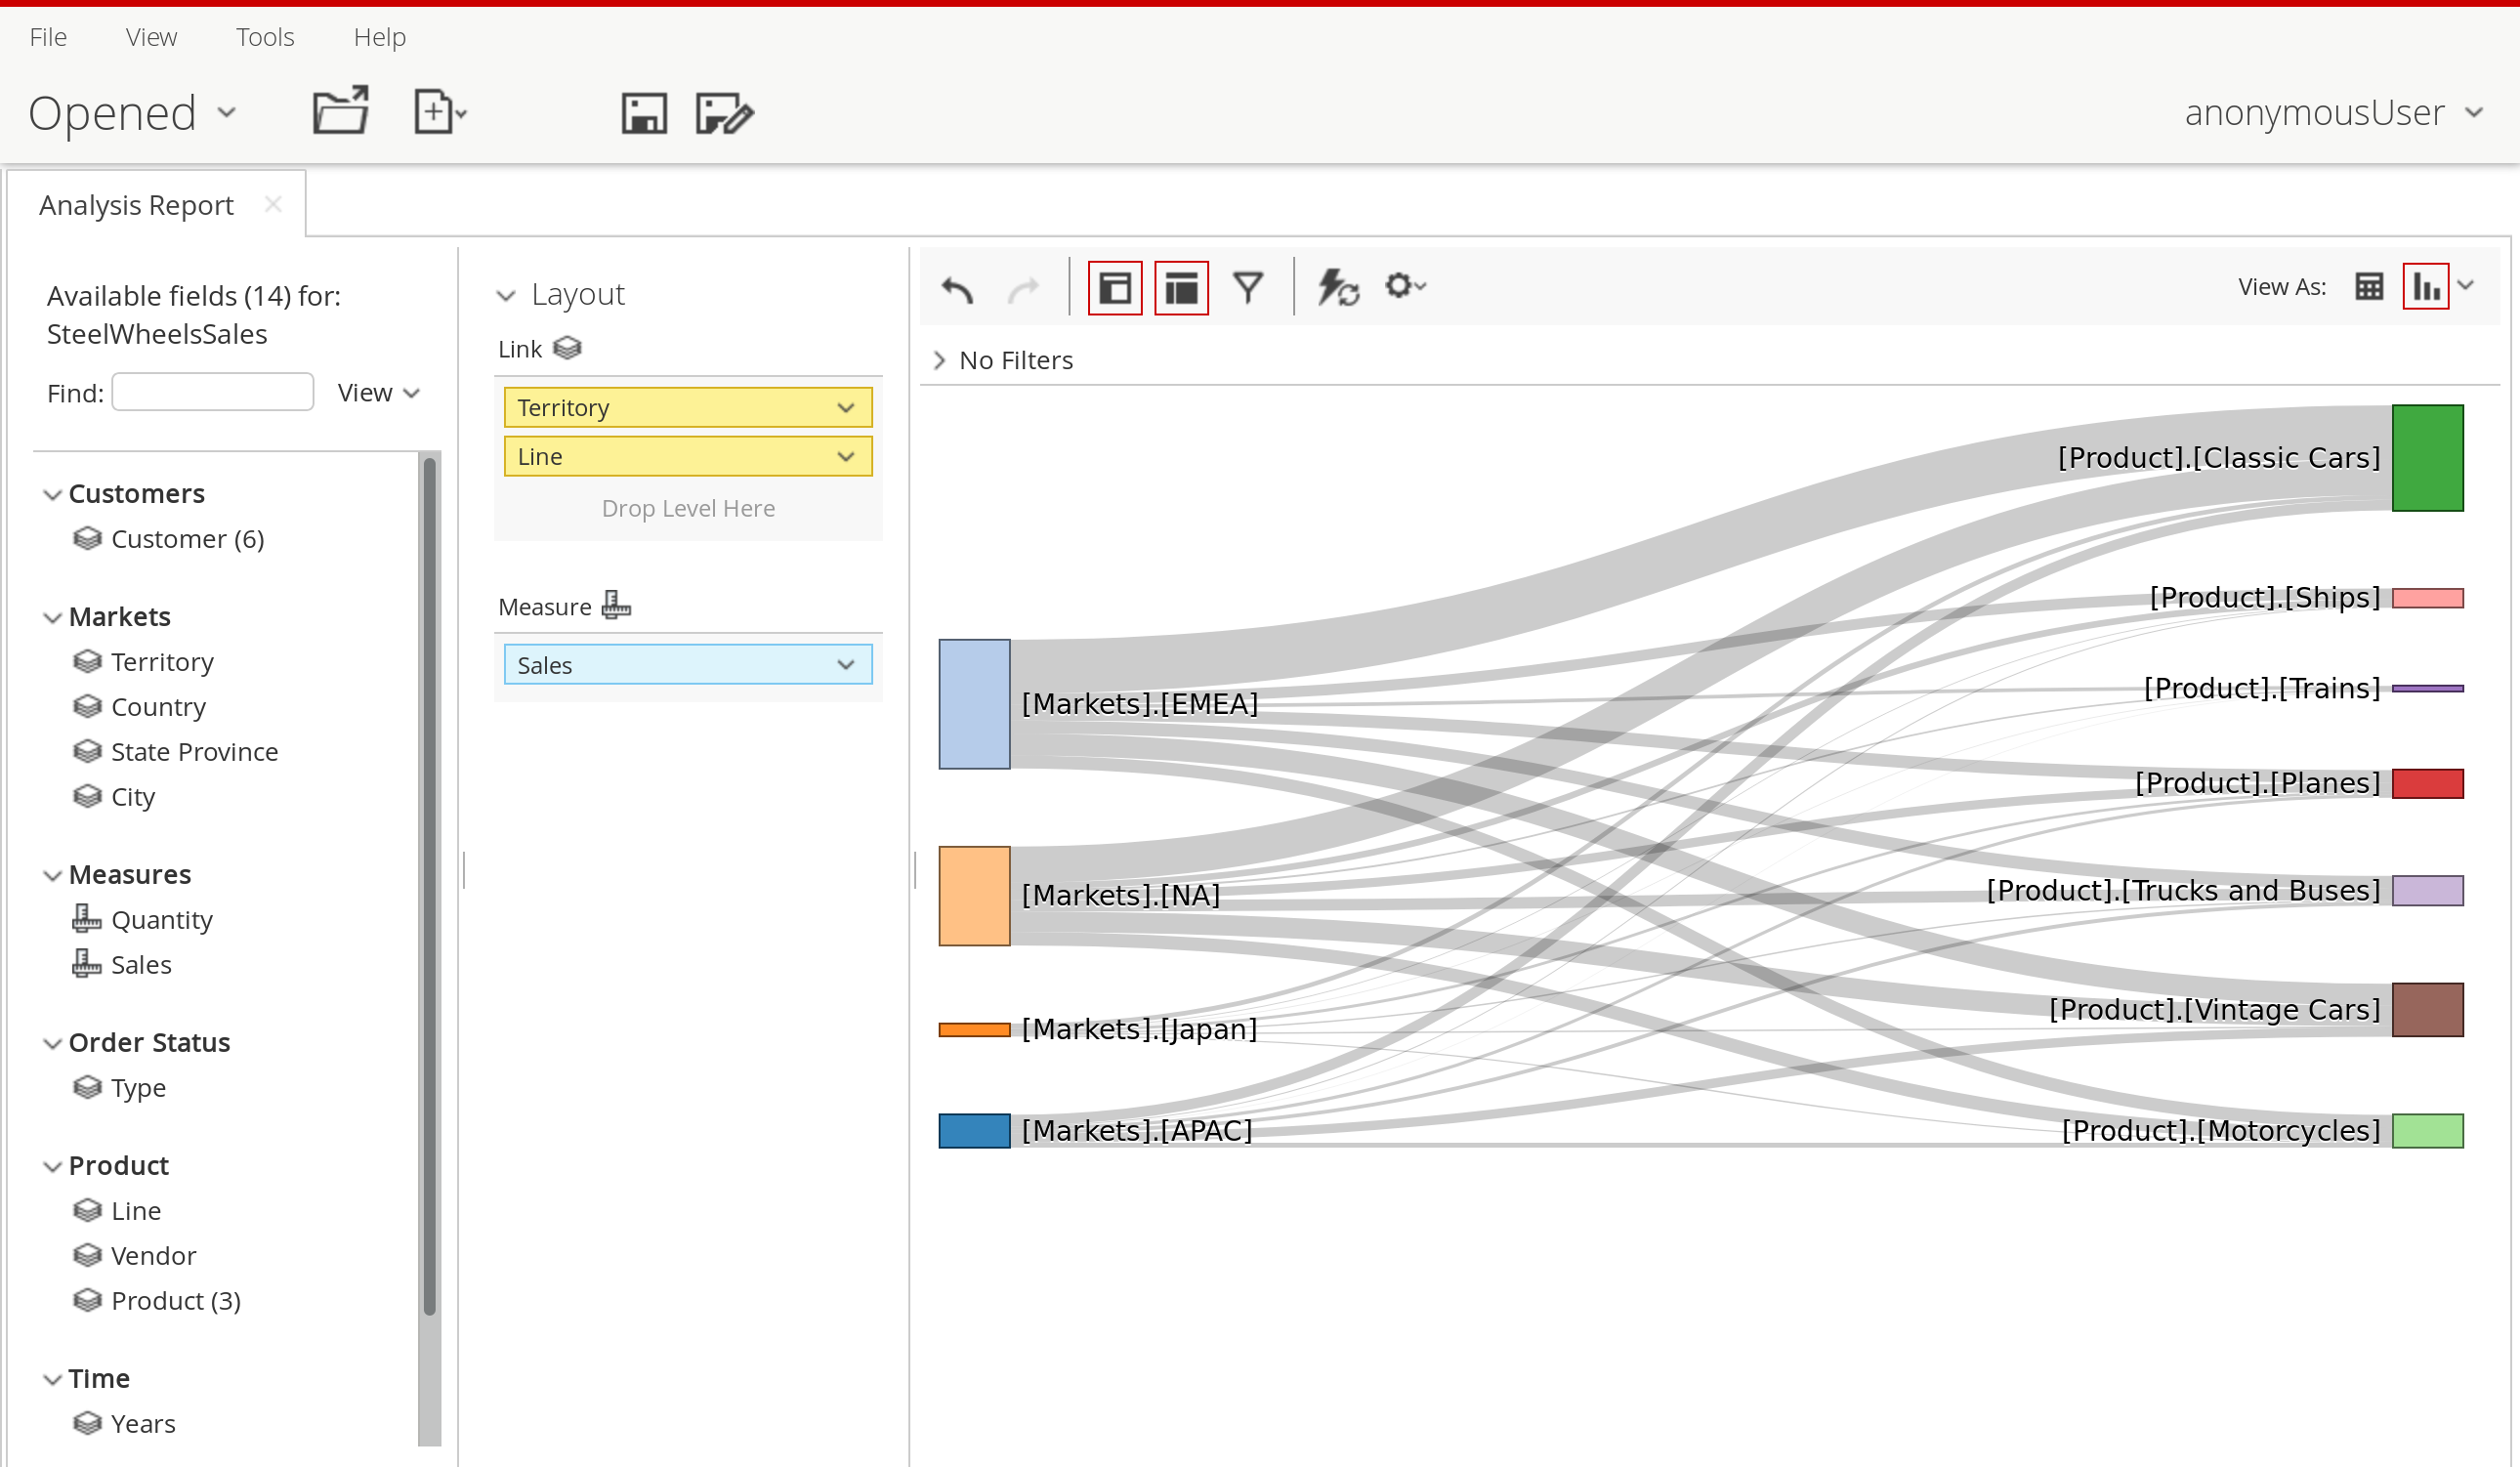 File View Tools Help
Opened
anonymousUser
Analysis Report
Available fields (14) for:
SteelWheelsSales
Find:
View
Customers
Customer (6)
Markets
Territory
Country
State Province
City
Measures
Quantity
Sales
Order Status
Type
Product
Line
Vendor
Product (3)
Time
Years
Layout
Link
Territory
Line
Drop Level Here
Measure
Sales
View As:
No Filters
[Markets].[EMEA]
[Markets].[NA]
[Markets].[Japan]
[Markets].[APAC]
[Product].[Classic Cars]
[Product].[Ships]
[Product].[Trains]
[Product].[Planes]
[Product].[Trucks and Buses]
[Product].[Vintage Cars]
[Product].[Motorcycles]